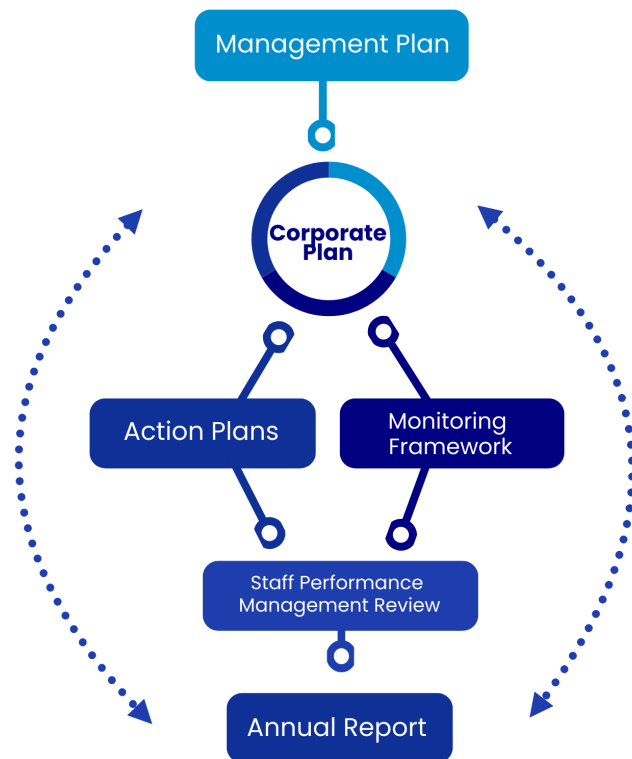 Management Plan
Corporate
Plan
Action Plans
Monitoring
Framework
Staff Performance
Management Review
Annual Report